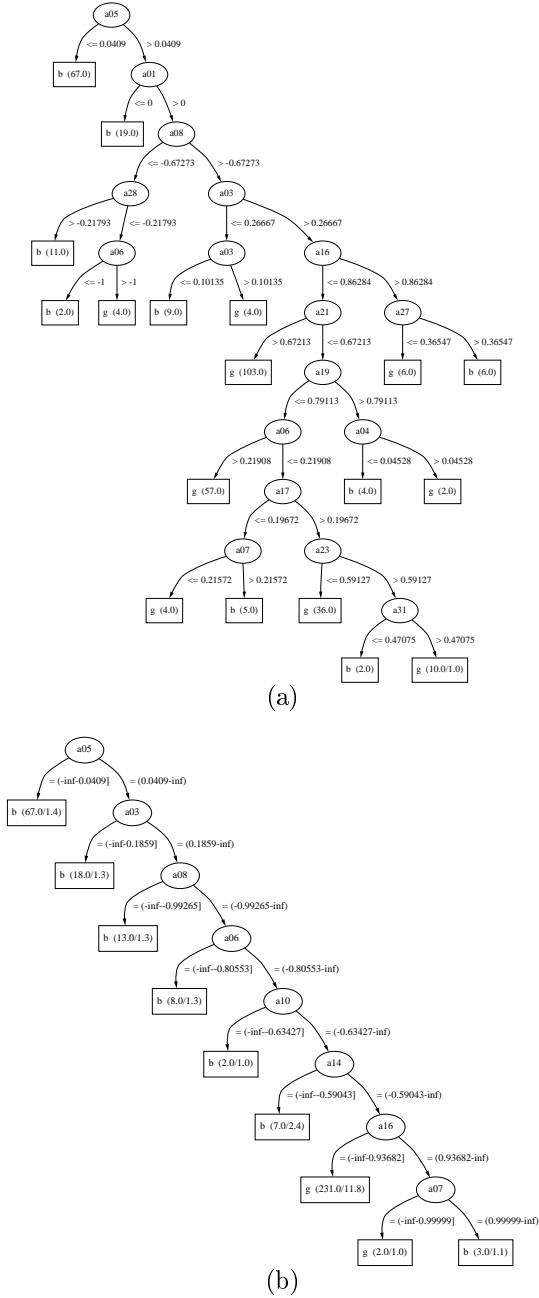 a05
<= 0.0409 > 0.0409
b (67.0) a01
<= 0 > 0
b (19.0) a08
<= -0.67273 > -0.67273
a28 a03
> -0.21793 <= -0.21793 <= 0.26667 > 0.26667
b (11.0) a06 a03 a16
<= -1 > -1 <= 0.10135 > 0.10135 <= 0.86284 > 0.86284
b (2.0) g (4.0) b (9.0) g (4.0) a21 a27
> 0.67213 <= 0.67213 <= 0.36547 > 0.36547
g (103.0) a19 g (6.0) b (6.0)
<= 0.79113 > 0.79113
a06 a04
> 0.21908 <= 0.21908 <= 0.04528 > 0.04528
g (57.0) a17 b (4.0) g (2.0)
<= 0.19672 > 0.19672
a07 a23
<= 0.21572 > 0.21572 <= 0.59127 > 0.59127
g (4.0) b (5.0) g (36.0) a31
<= 0.47075 > 0.47075
b (2.0) g (10.0/1.0)
(a)
a05
= (-inf-0.0409] = (0.0409-inf)
b (67.0/1.4) a03
= (-inf-0.1859] = (0.1859-inf)
b (18.0/1.3) a08
= (-inf--0.99265] = (-0.99265-inf)
b (13.0/1.3) a06
= (-inf--0.80553] = (-0.80553-inf)
b (8.0/1.3) a10
= (-inf--0.63427] = (-0.63427-inf)
b (2.0/1.0) a14
= (-inf--0.59043] = (-0.59043-inf)
b (7.0/2.4) a16
= (-inf-0.93682] = (0.93682-inf)
g (231.0/11.8) a07
= (-inf-0.99999] = (0.99999-inf)
g (2.0/1.0) b (3.0/1.1)
(b)